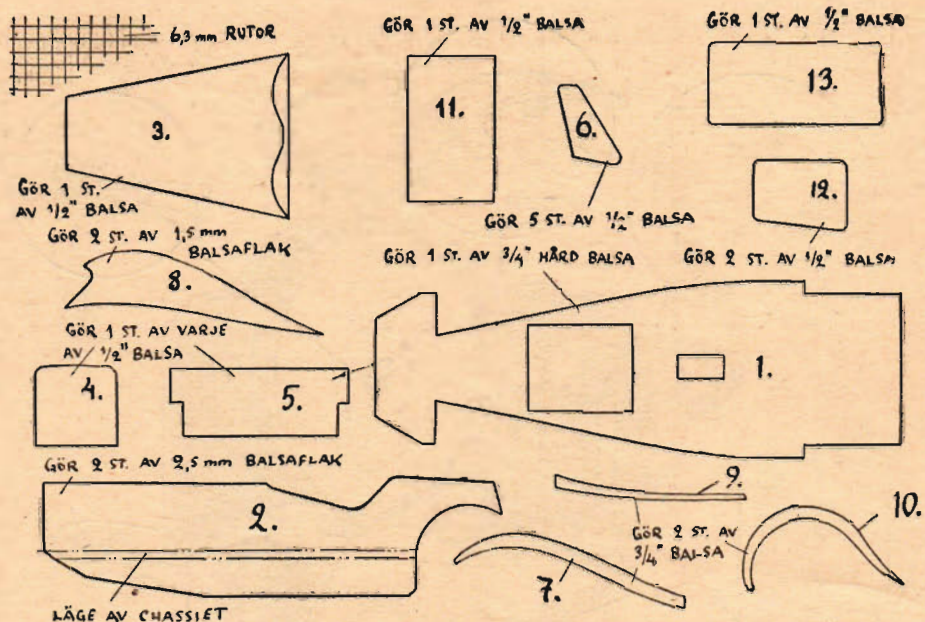 6,3 mm RUTOR
3.
GÖR 1 ST.
AV 1/2" BALSA
GÖR 1 ST. AV 1/2" BALSA
11.
6.
GÖR 5 ST. AV 1/2" BALSA
GÖR 1 ST. AV 1/2" BALSA
13.
12.
GÖR 2 ST. AV 1/2" BALSA
GÖR 2 ST. AV 1,5 mm
BALSAFLAK
8.
GÖR 1 ST. AV 3/4" HÅRD BALSA
1.
GÖR 1 ST. AV VARJE
AV 1/2" BALSA
4.
5.
GÖR 2 ST. AV 2,5 mm BALSAFLAK
2.
LÄGE AV CHASSIET
7.
9.
GÖR 2 ST. AV
3/4" BALSA
10.